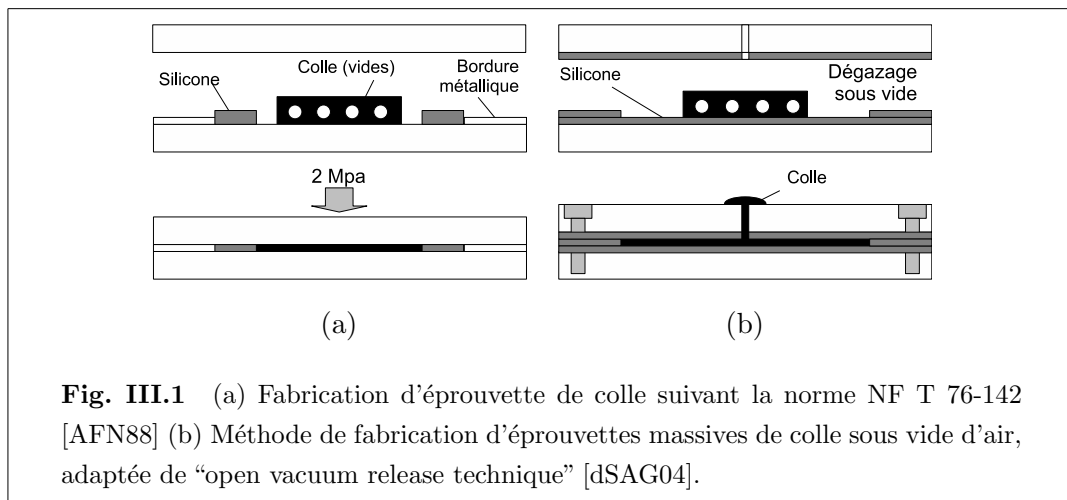 Silicone
Colle (vides)
Bordure
métallique
2 Mpa
(a)
Silicone
Dégazage
sous vide
Colle
(b)
Fig. III.1 (a) Fabrication d'éprouvette de colle suivant la norme NF T 76-142
[AFN88] (b) Méthode de fabrication d'éprouvettes massives de colle sous vide d'air,
adaptée de “open vacuum release technique” [dSAG04].